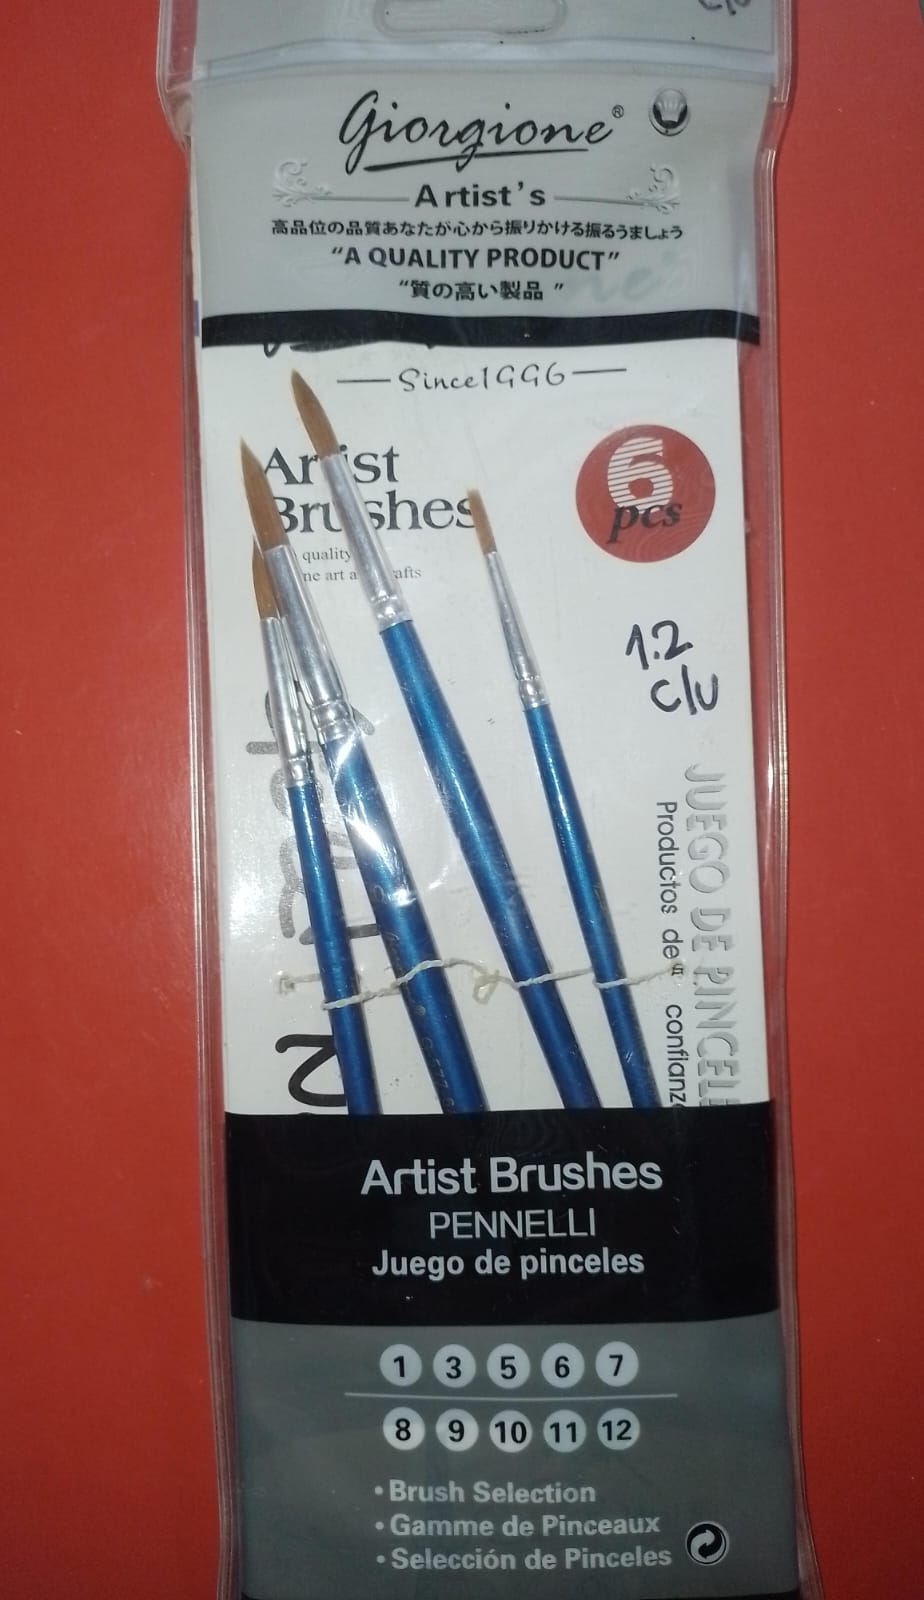 Giorgione®
Artist's
高品位の品質あなたが心から振りかける振るうましょう
"A QUALITY PRODUCT"
"質の高い製品 "
Since1996
Artist
Brushes
6
pcs
quality
art
1.2
c/u
JUEGO DE PINCEL
Productos de
confianz
Artist Brushes
PENNELLI
Juego de pinceles
1 3 5 6 7
8 9 10 11 12
• Brush Selection
• Gamme de Pinceaux
• Selección de Pinceles